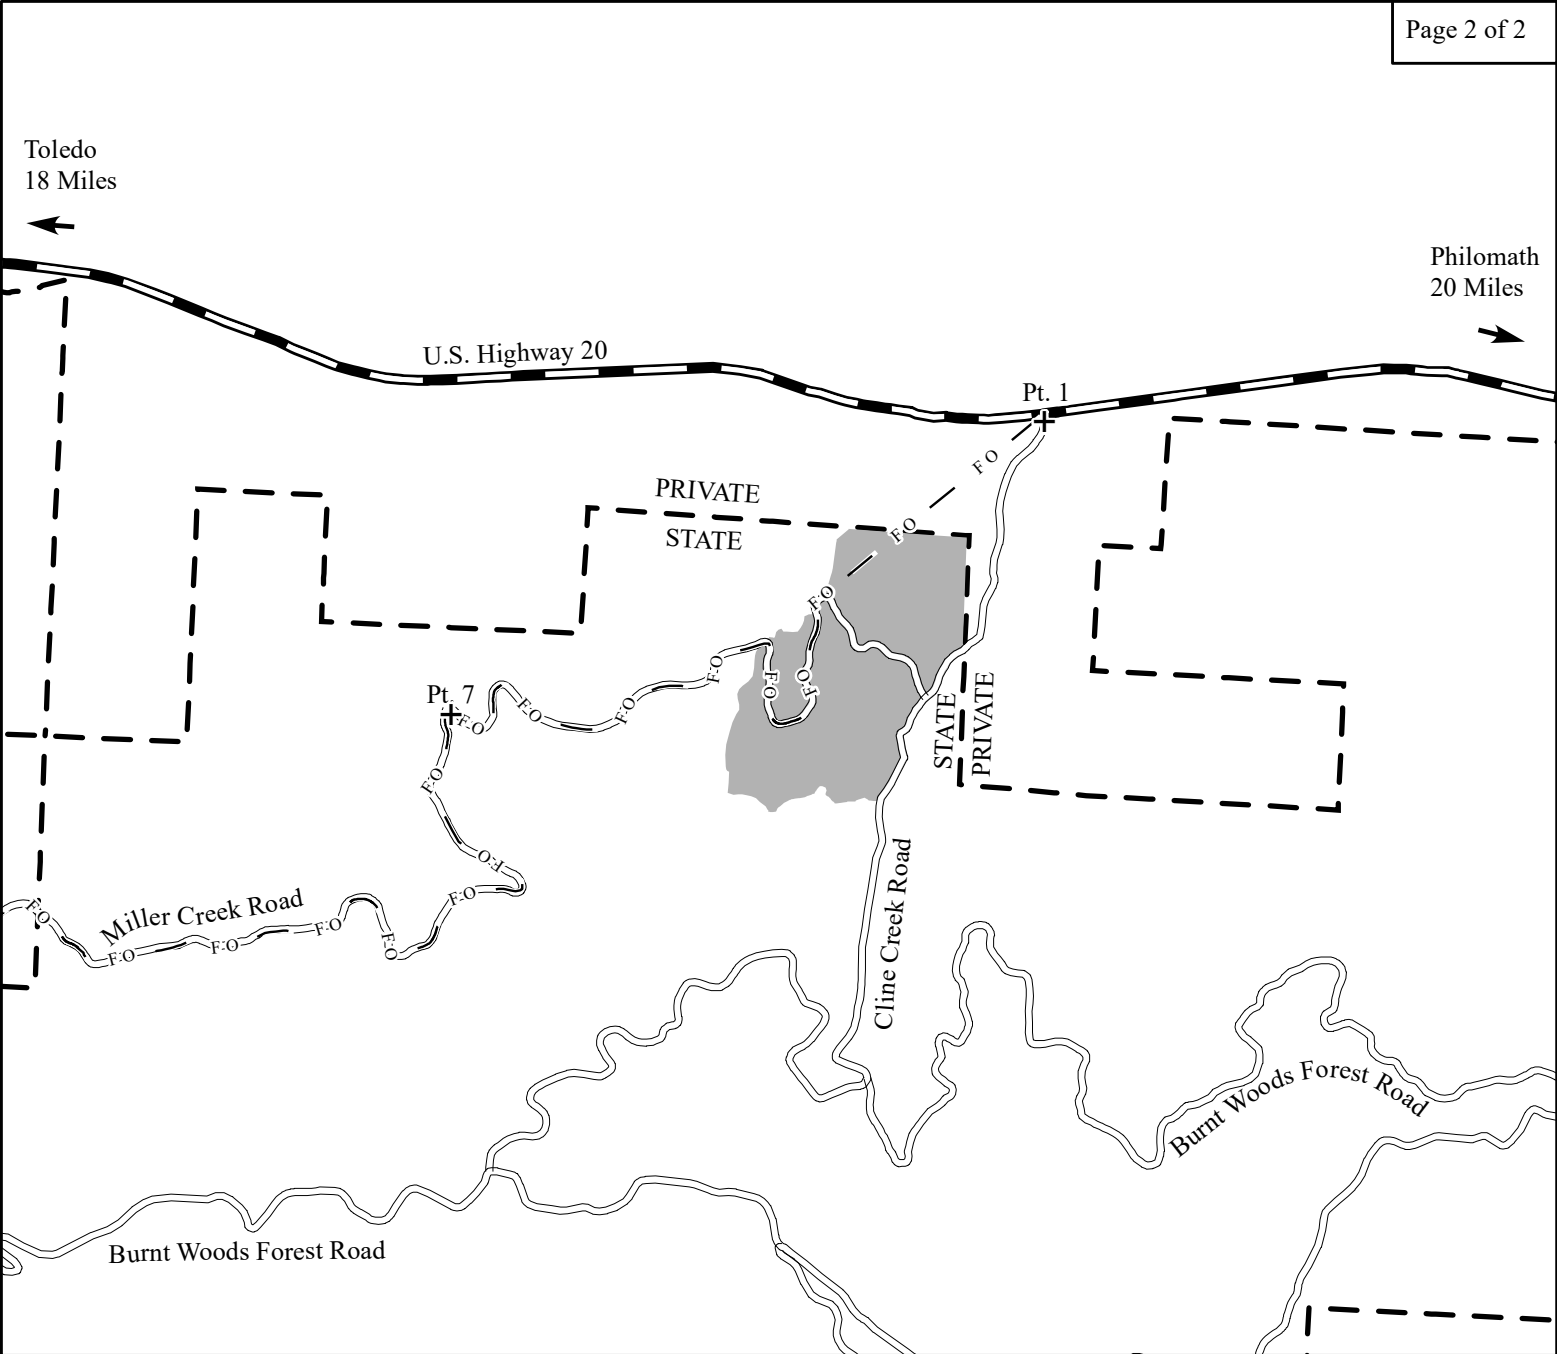 Page 2 of 2
Toledo
18 Miles
Philomath
20 Miles
U.S. Highway 20
Pt. 1
F O
PRIVATE
STATE
F-O
F-O
F-O
F-O
F-O
Pt. 7
F-O
F-O
F-O
STATE
PRIVATE
F-O
F-O
F-O
F-O
Miller Creek Road
F-O
F-O
F-O
F-O
Cline Creek Road
Burnt Woods Forest Road
Burnt Woods Forest Road